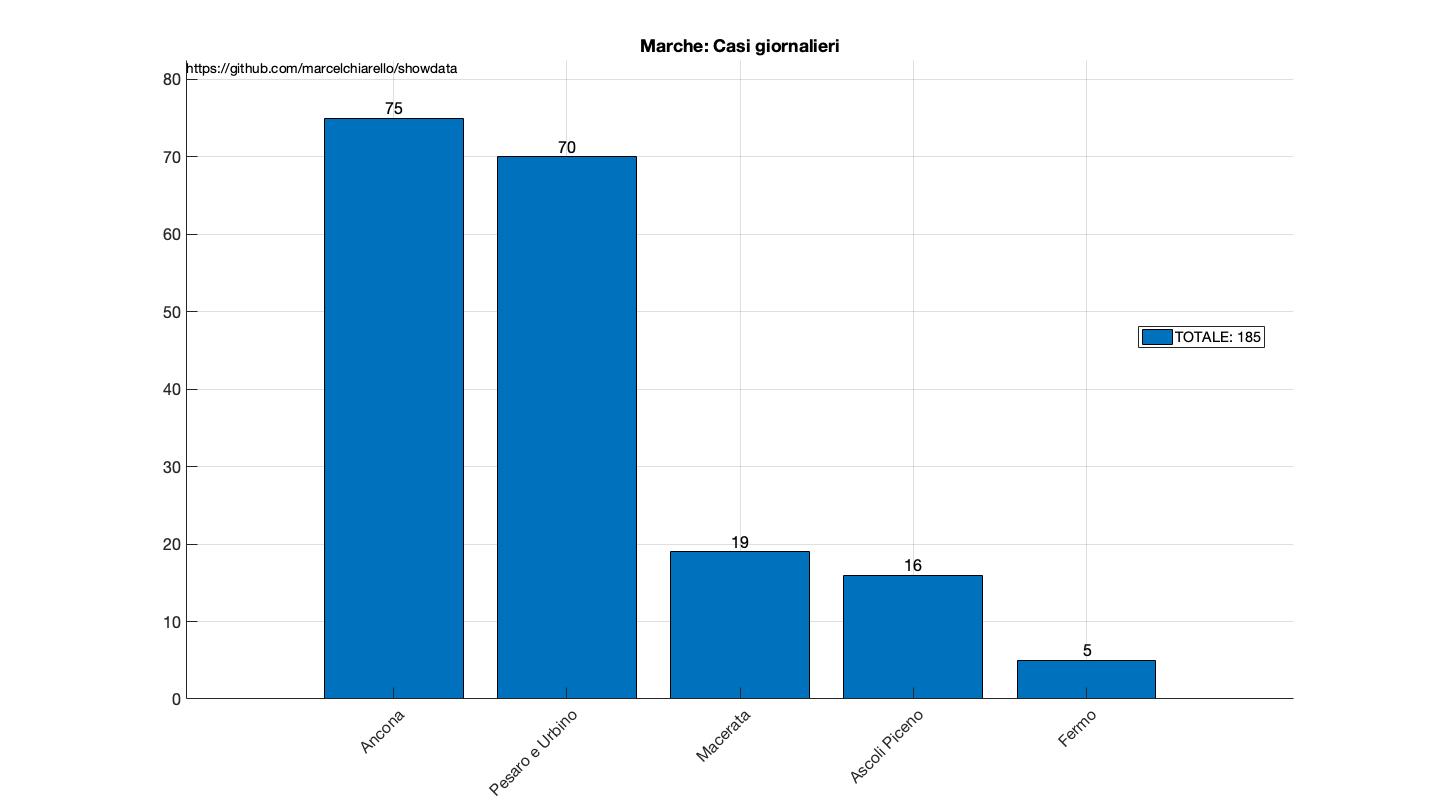 Marche: Casi giornalieri
https://github.com/marcelchiarello/showdata
80
70
60
50
40
30
20
10
0
75
70
19
16
5
TOTALE: 185
Ancona
Pesaro e Urbino
Macerata
Ascoli Piceno
Fermo